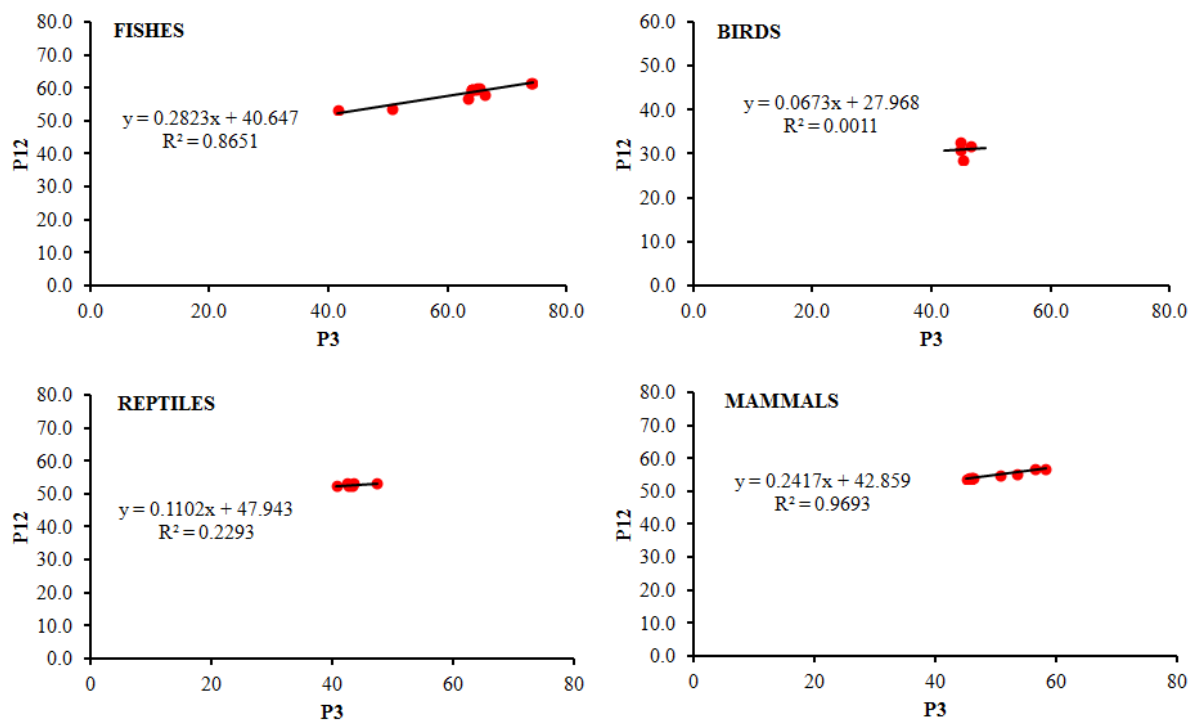 FISHES
y = 0.2823x + 40.647
R² = 0.8651
P12
80.0
70.0
60.0
50.0
40.0
30.0
20.0
10.0
0.0
0.0 20.0 40.0 60.0 80.0
P3
BIRDS
y = 0.0673x + 27.968
R² = 0.0011
P12
60.0
50.0
40.0
30.0
20.0
10.0
0.0
0.0 20.0 40.0 60.0 80.0
P3
REPTILES
y = 0.1102x + 47.943
R² = 0.2293
P12
80.0
70.0
60.0
50.0
40.0
30.0
20.0
10.0
0.0
0 20 40 60 80
P3
MAMMALS
y = 0.2417x + 42.859
R² = 0.9693
P12
80.0
70.0
60.0
50.0
40.0
30.0
20.0
10.0
0.0
0 20 40 60 80
P3